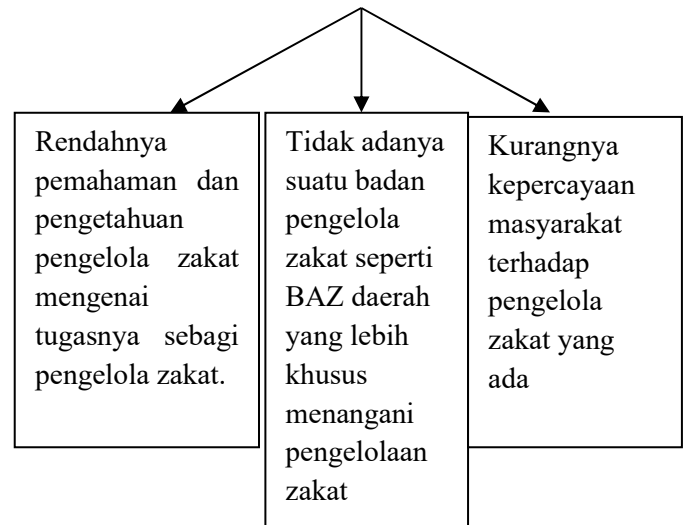 Rendahnya
pemahaman dan
pengetahuan
pengelola zakat
mengenai
tugasnya sebagi
pengelola zakat.
Tidak adanya
suatu badan
pengelola
zakat seperti
BAZ daerah
yang lebih
khusus
menangani
pengelolaan
zakat
Kurangnya
kepercayaan
masyarakat
terhadap
pengelola
zakat yang
ada